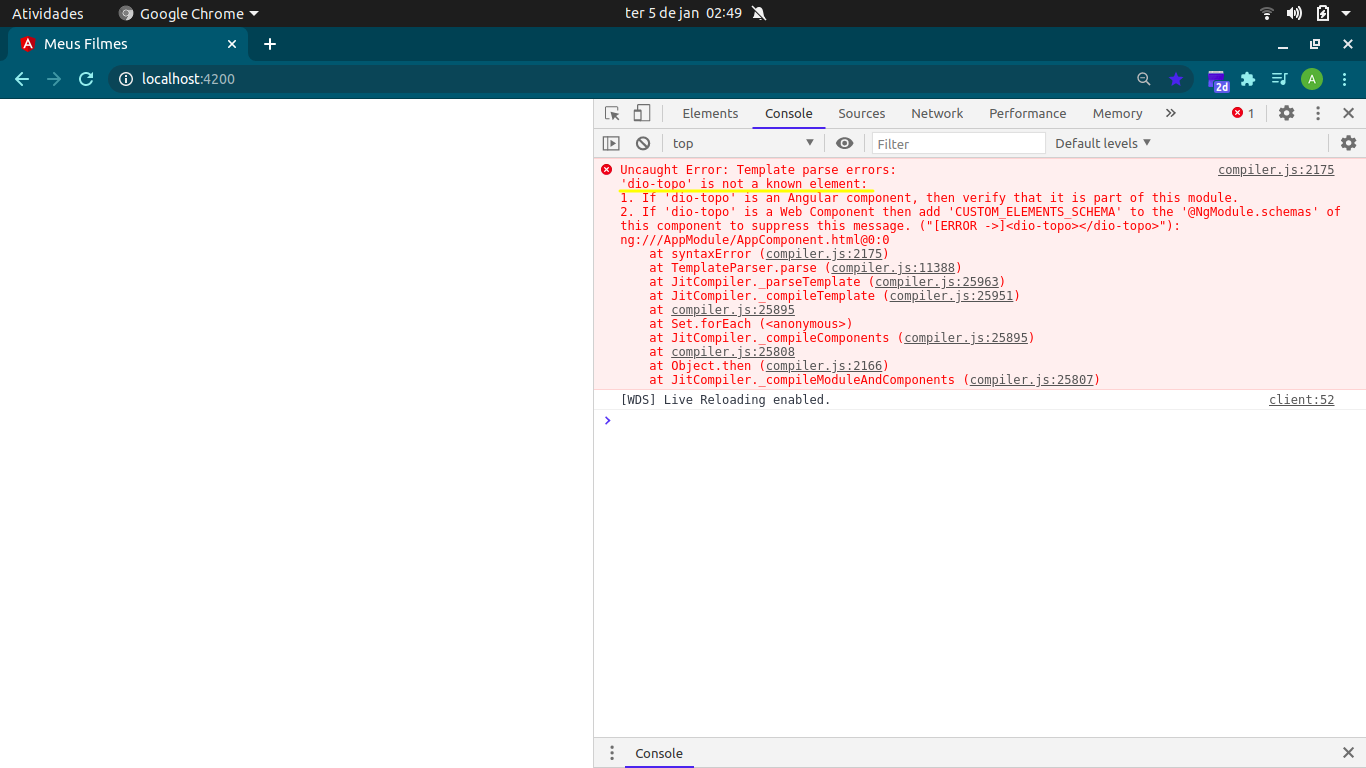 Atividades Google Chrome ter 5 de jan 02:49
Meus Filmes
localhost:4200 2d A
Elements Console Sources Network Performance Memory 1
top Filter Default levels
Uncaught Error: Template parse errors: compiler.js:2175
'dio-topo' is not a known element:
1. If 'dio-topo' is an Angular component, then verify that it is part of this module.
2. If 'dio-topo' is a Web Component then add 'CUSTOM_ELEMENTS_SCHEMA' to the '@NgModule.schemas' of
this component to suppress this message. ("[ERROR ->]<dio-topo></dio-topo>"):
ng:///AppModule/AppComponent.html@0:0
at syntaxError (compiler.js:2175)
at TemplateParser.parse (compiler.js:11388)
at JitCompiler._parseTemplate (compiler.js:25963)
at JitCompiler._compileTemplate (compiler.js:25951)
at compiler.js:25895
at Set.forEach (<anonymous>)
at JitCompiler._compileComponents (compiler.js:25895)
at compiler.js:25808
at Object.then (compiler.js:2166)
at JitCompiler._compileModuleAndComponents (compiler.js:25807)
[WDS] Live Reloading enabled. client:52
Console